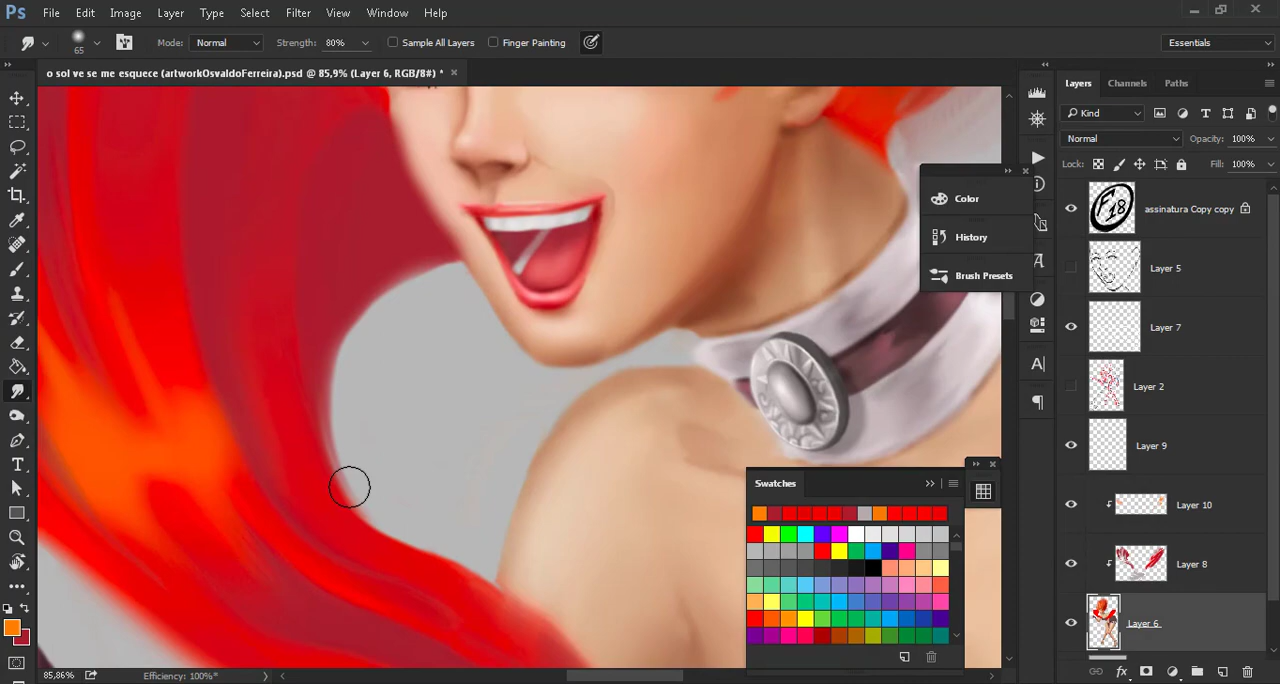 Ps File Edit Image Layer Type Select Filter View Window Help
65 Mode: Normal Strength: 80% Sample All Layers Finger Painting Essentials
o sol ve se me esquece (artworkOsvaldoFerreira).psd @ 85,9% (Layer 6, RGB/8#) *
Layers Channels Paths
Kind
Normal Opacity: 100%
Lock: Fill: 100%
Color
History
Brush Presets
F18
assinatura Copy copy
Layer 5
Layer 7
Layer 2
Layer 9
Layer 10
Layer 8
Layer 6
Swatches
85,86% Efficiency: 100%*